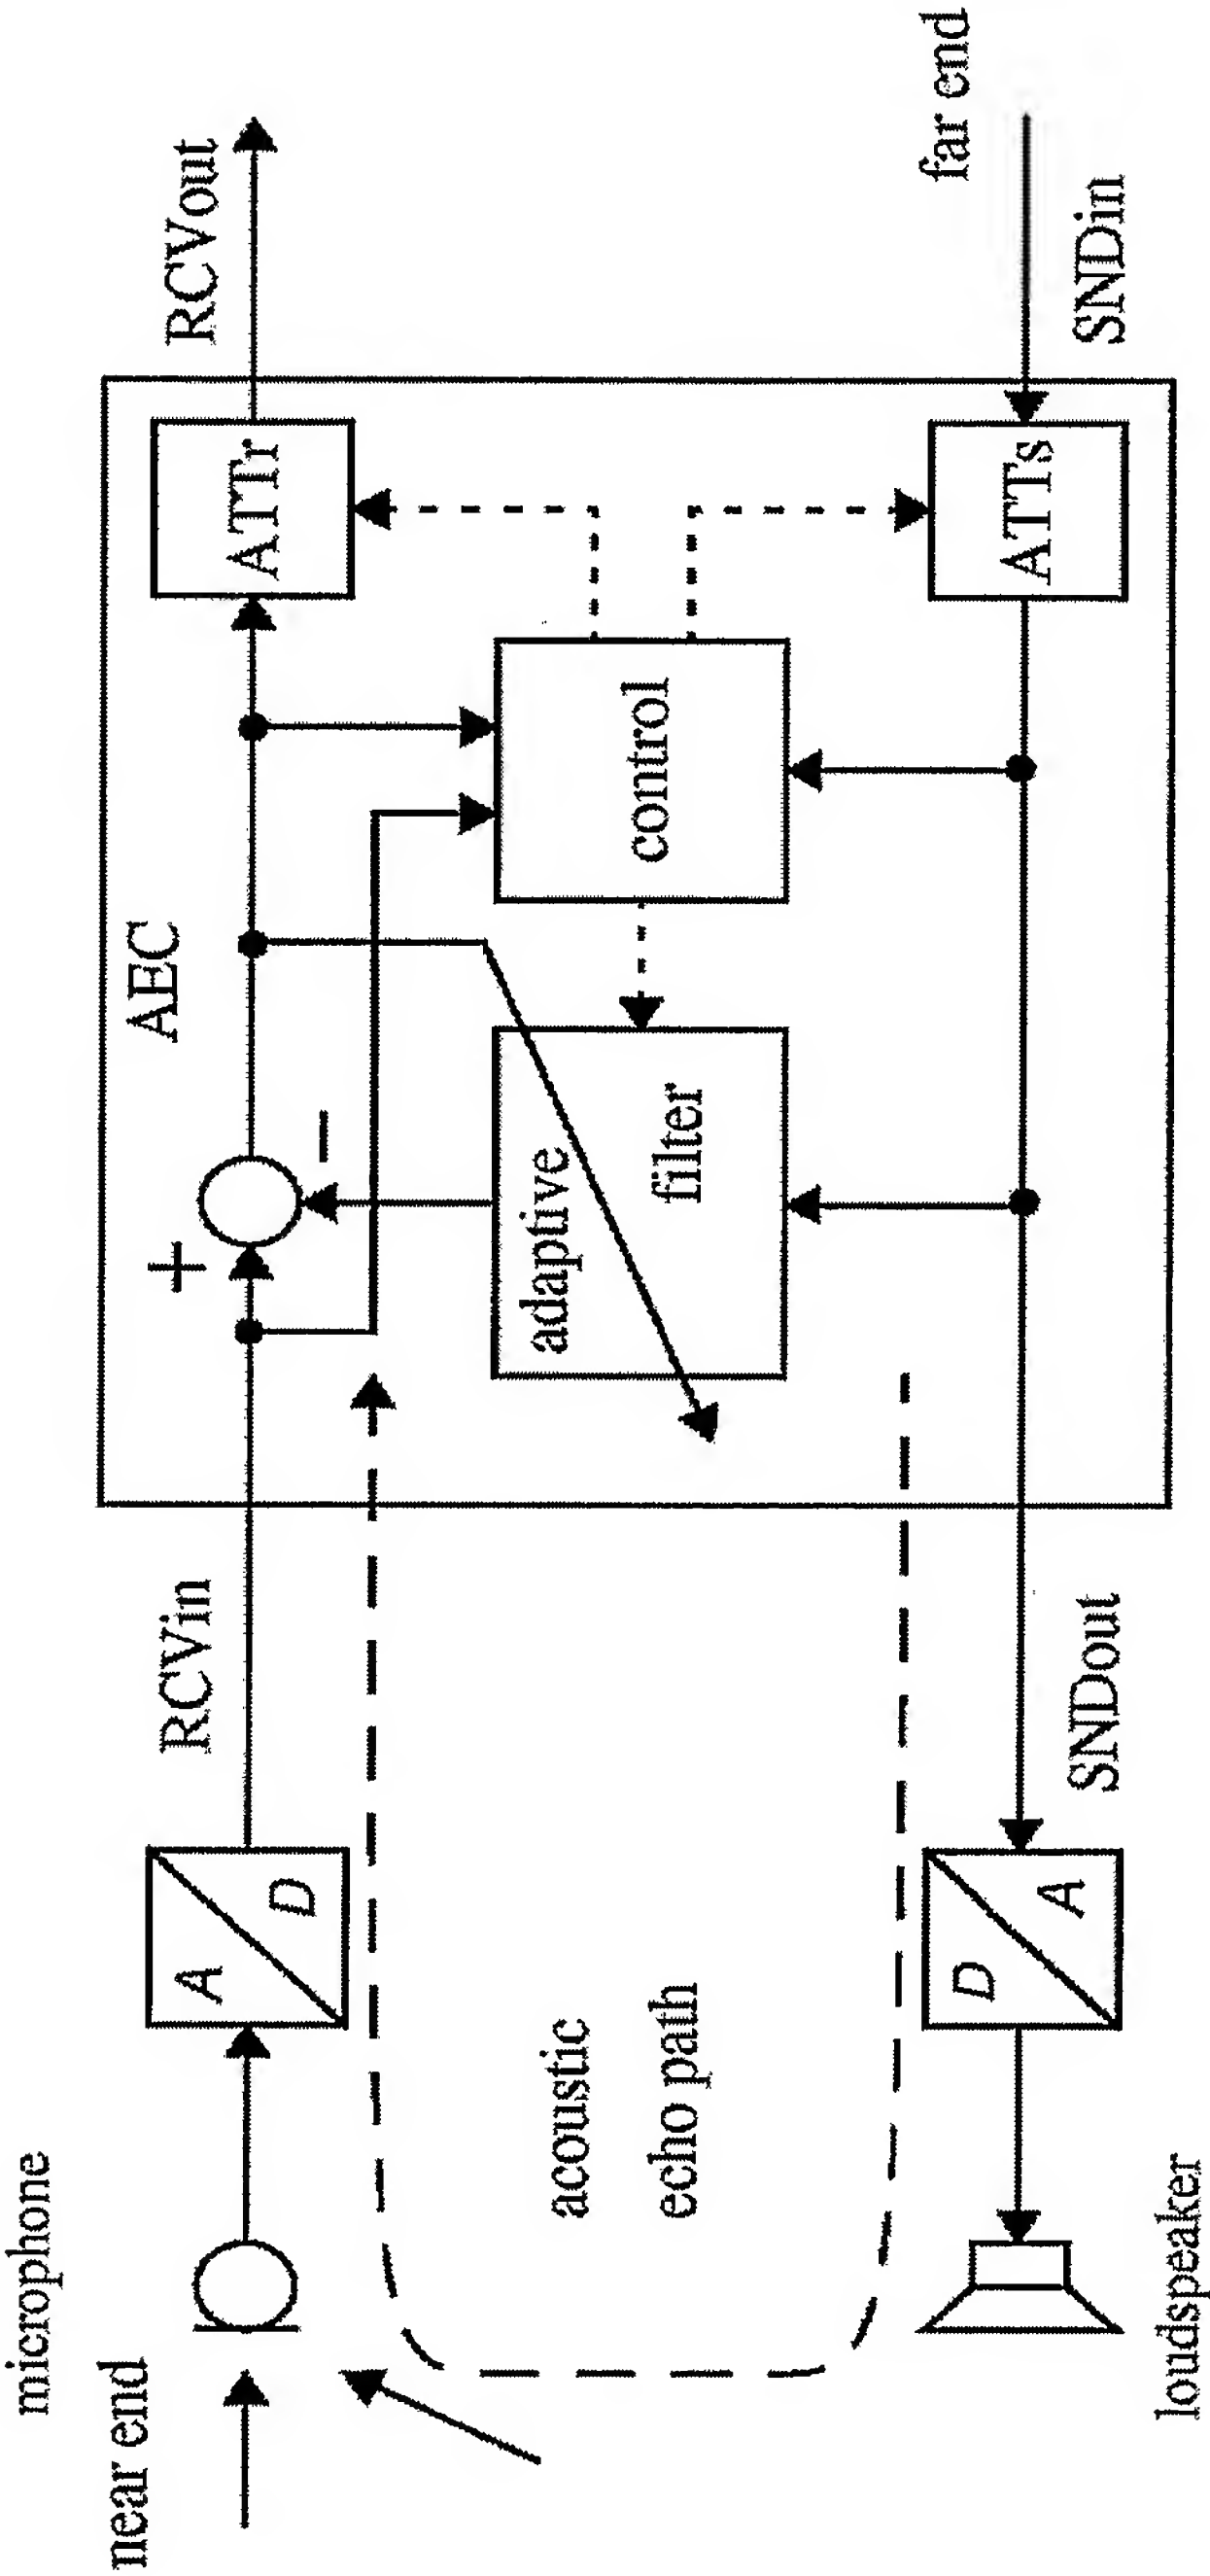 microphone
near end
A
D
RCVin
AEC
+
−
ATTr
RCVout
adaptive
filter
control
acoustic
echo path
loudspeaker
D
A
SNDout
ATTs
SNDin
far end